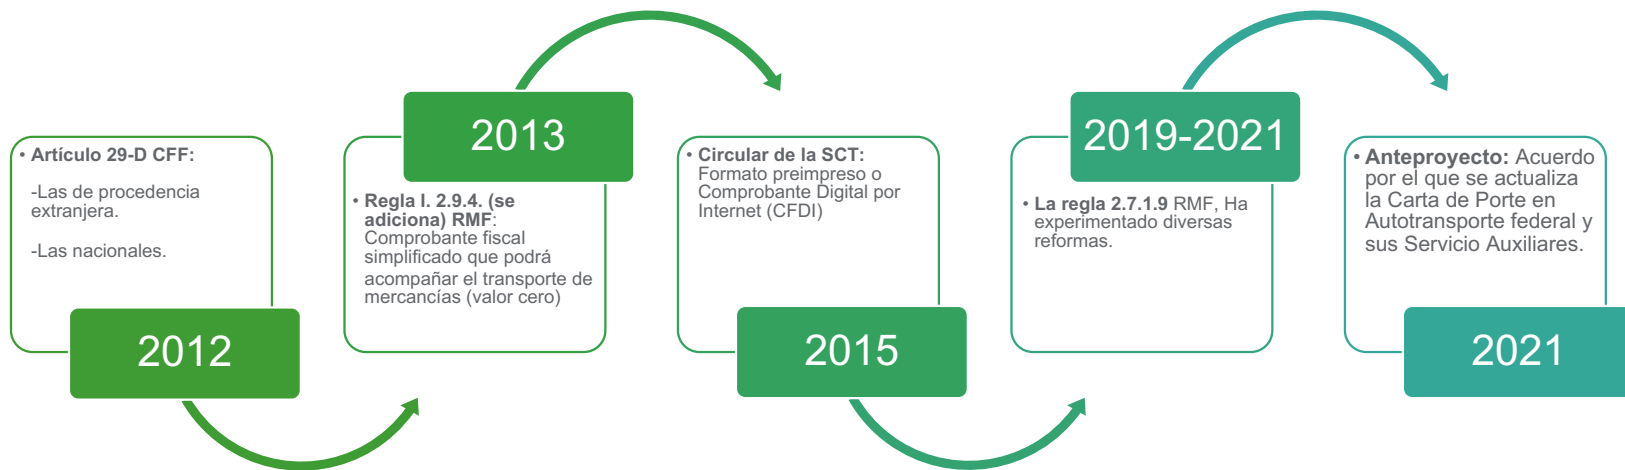 • Artículo 29-D CFF:
-Las de procedencia
extranjera.
-Las nacionales.
2012
2013
• Regla I. 2.9.4. (se
adiciona) RMF:
Comprobante fiscal
simplificado que podrá
acompañar el transporte de
mercancías (valor cero)
• Circular de la SCT:
Formato preimpreso o
Comprobante Digital por
Internet (CFDI)
2015
2019-2021
• La regla 2.7.1.9 RMF, Ha
experimentado diversas
reformas.
• Anteproyecto: Acuerdo
por el que se actualiza
la Carta de Porte en
Autotransporte federal y
sus Servicio Auxiliares.
2021